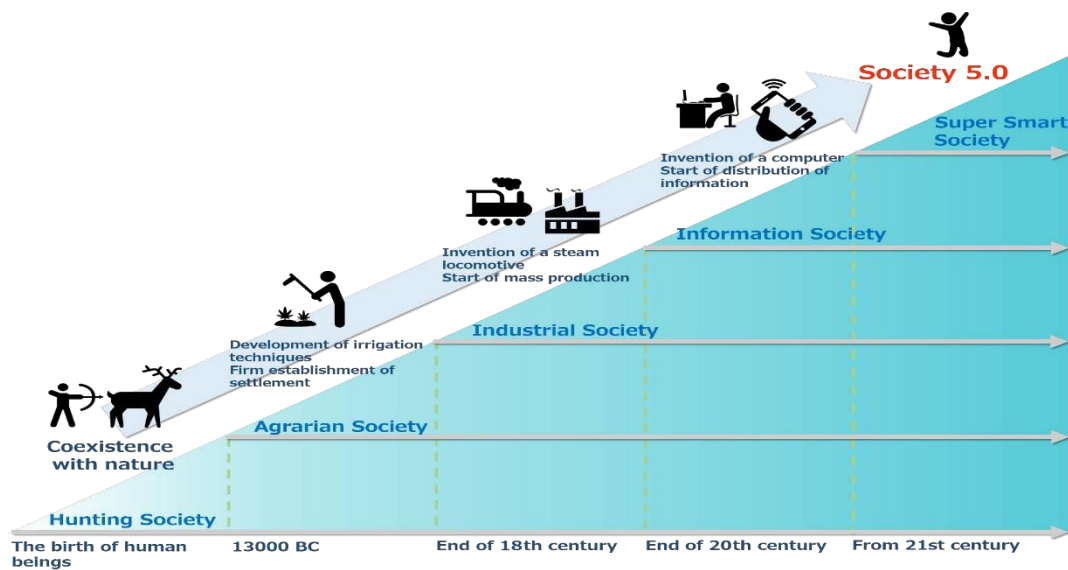 Society 5.0
Super Smart
Society
Invention of a computer
Start of distribution of
information
Information Society
Invention of a steam
locomotive
Start of mass production
Industrial Society
Development of irrigation
techniques
Firm establishment of
settlement
Agrarian Society
Coexistence
with nature
Hunting Society
The birth of human
beings
13000 BC
End of 18th century
End of 20th century
From 21st century